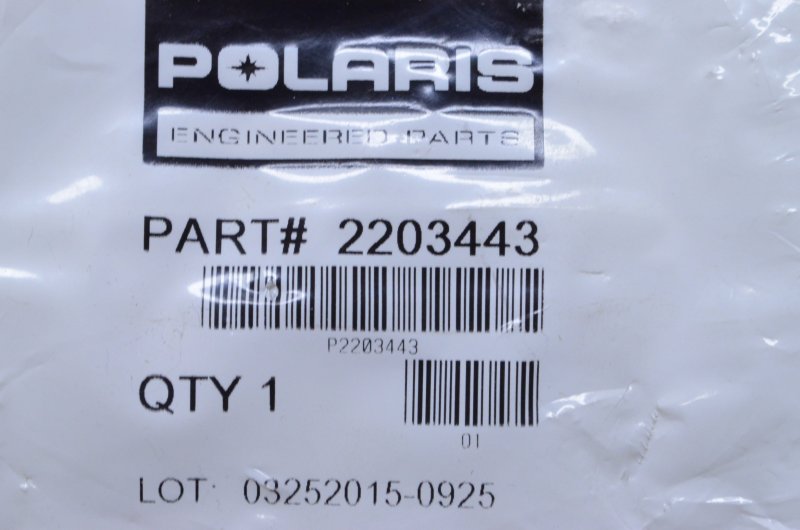 POLARIS
ENGINEERED PARTS
PART# 2203443
P2203443
QTY 1
01
LOT: 03252015-0925